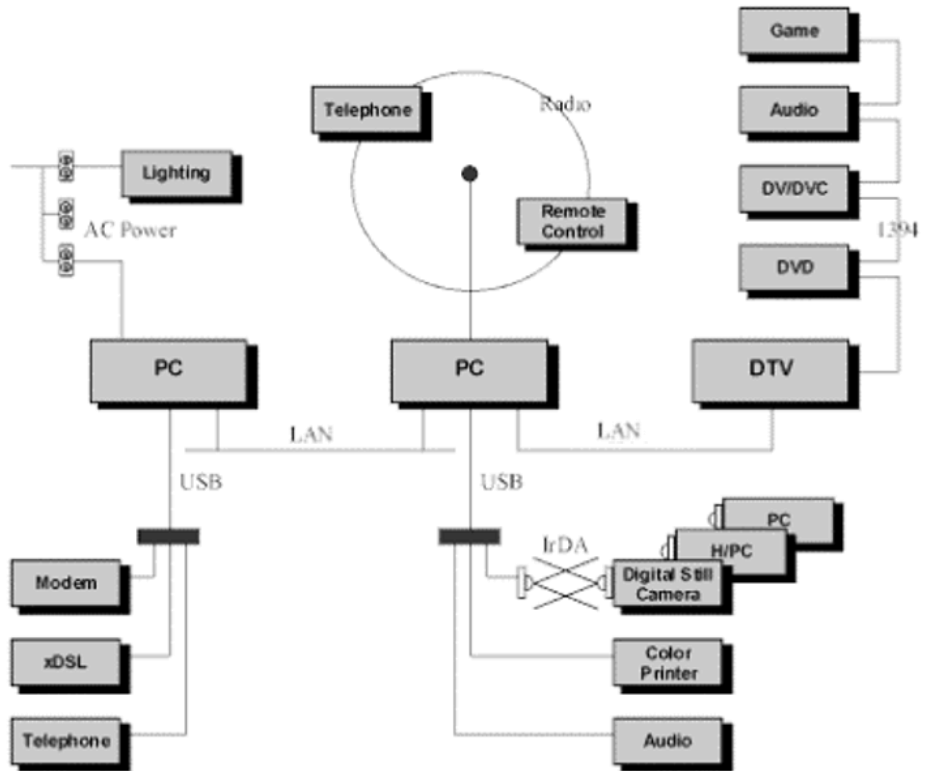 Game
Telephone
Radio
Audio
Lighting
DV/DVC
Remote
Control
AC Power
1394
DVD
PC
PC
DTV
LAN
LAN
USB
USB
PC
IrDA
H/PC
Modem
Digital Still
Camera
xDSL
Color
Printer
Telephone
Audio